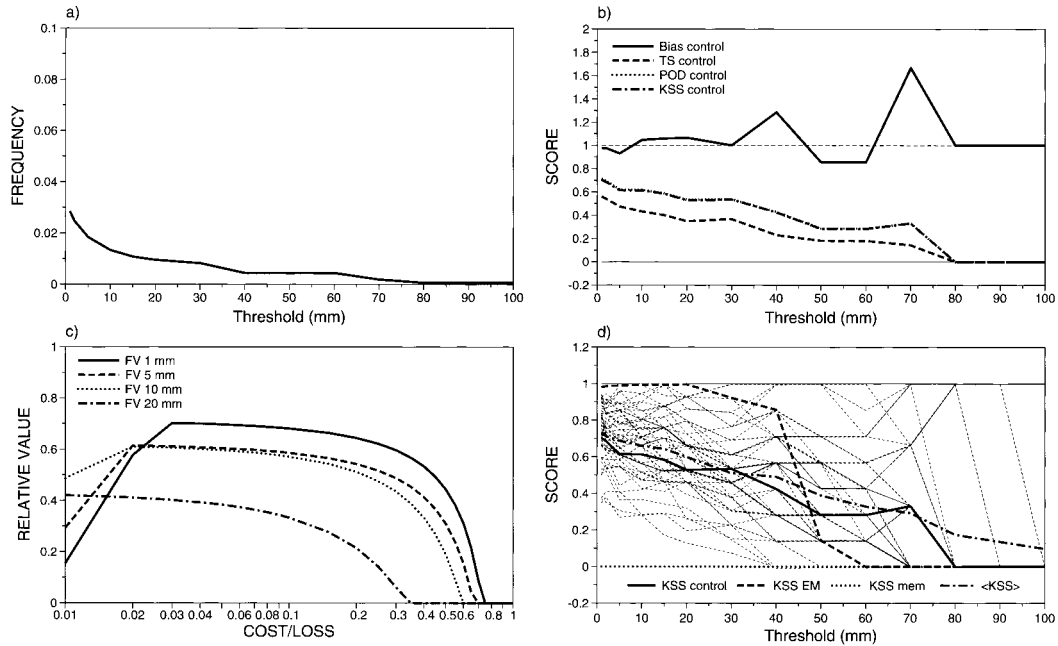 a)
0.1
0.08
0.06
0.04
0.02
0
FREQUENCY
0 10 20 30 40 50 60 70 80 90 100
Threshold (mm)
b)
2
1.8
1.6
1.4
1.2
1
0.8
0.6
0.4
0.2
0
-0.2
SCORE
Bias control
TS control
POD control
KSS control
0 10 20 30 40 50 60 70 80 90 100
Threshold (mm)
c)
1
0.8
0.6
0.4
0.2
0
RELATIVE VALUE
FV 1 mm
FV 5 mm
FV 10 mm
FV 20 mm
0.01 0.02 0.03 0.04 0.06 0.08 0.1 0.2 0.3 0.4 0.5 0.6 0.8 1
COST/LOSS
d)
1.2
1
0.8
0.6
0.4
0.2
0
-0.2
SCORE
KSS control KSS EM KSS mem <KSS>
0 10 20 30 40 50 60 70 80 90 100
Threshold (mm)